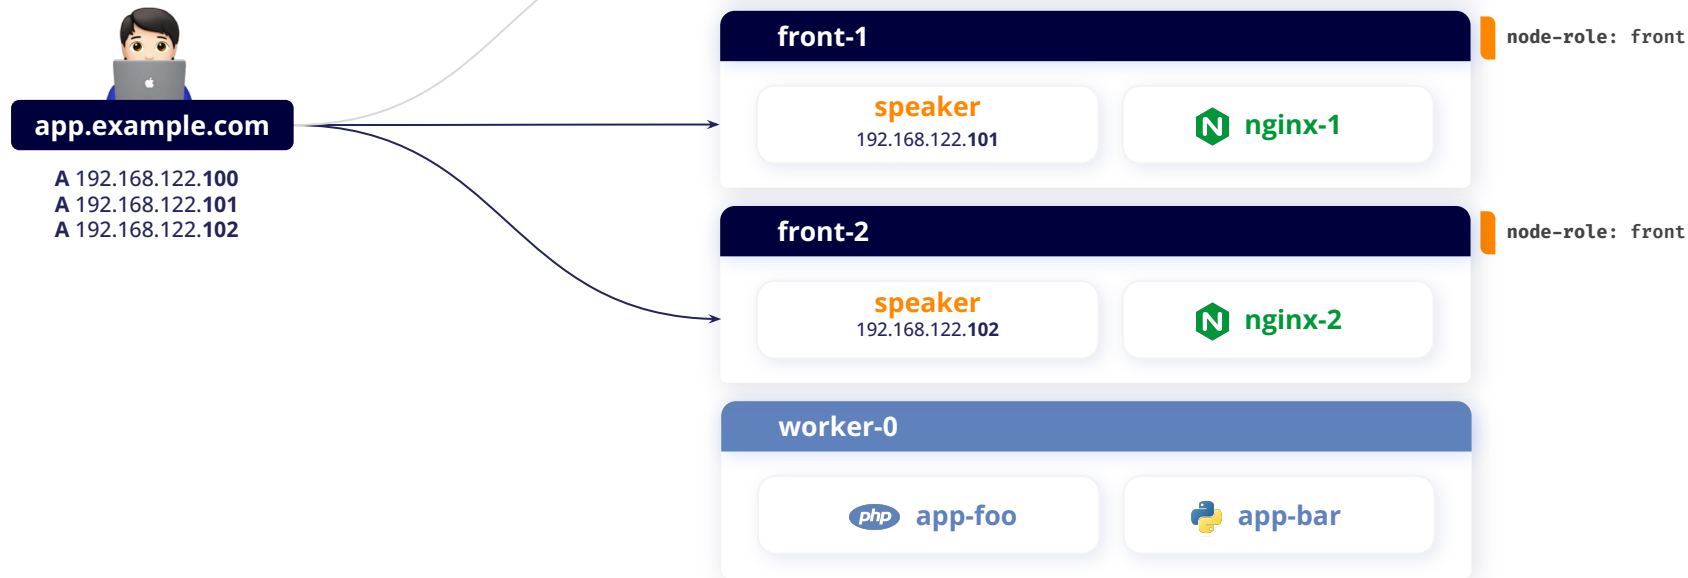 app.example.com
A 192.168.122.100
A 192.168.122.101
A 192.168.122.102
front-1
node-role: front
speaker
192.168.122.101
nginx-1
front-2
node-role: front
speaker
192.168.122.102
nginx-2
worker-0
php app-foo
app-bar